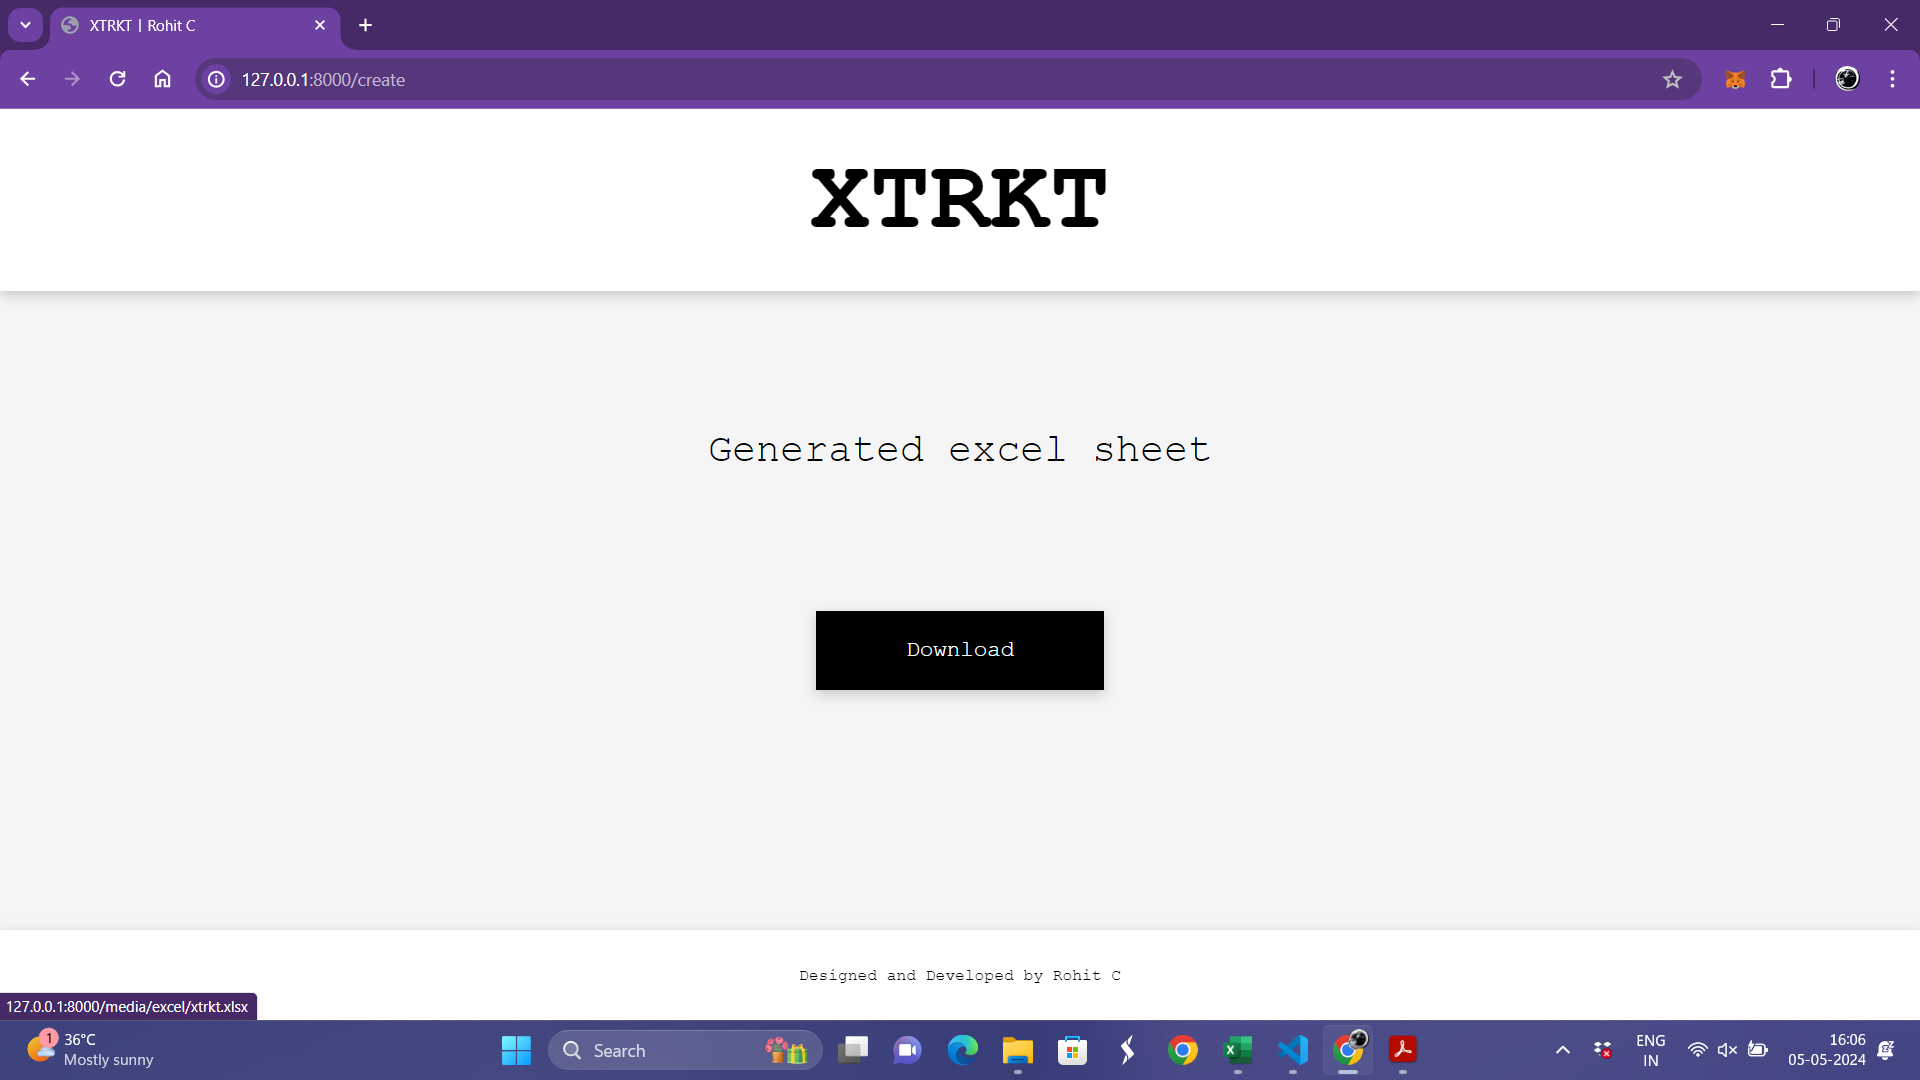 XTRKT | Rohit C
127.0.0.1:8000/create
XTRKT
Generated excel sheet
Download
Designed and Developed by Rohit C
127.0.0.1:8000/media/excel/xtrkt.xlsx
1
36°C
Mostly sunny
Search
ENG
IN
16:06
05-05-2024